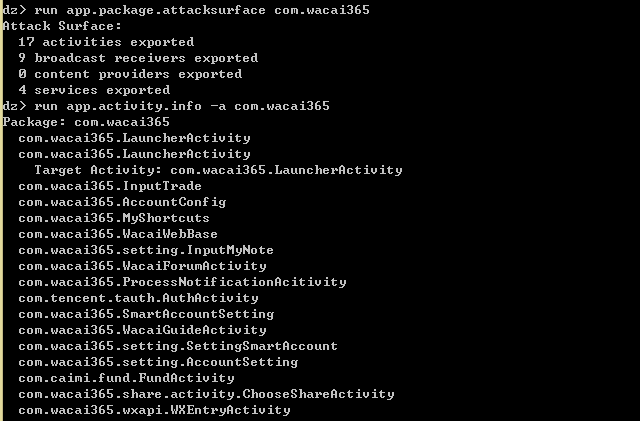 dz> run app.package.attacksurface com.wacai365
Attack Surface:
  17 activities exported
  9 broadcast receivers exported
  0 content providers exported
  4 services exported
dz> run app.activity.info -a com.wacai365
Package: com.wacai365
  com.wacai365.LauncherActivity
  com.wacai365.LauncherActivity
    Target Activity: com.wacai365.LauncherActivity
  com.wacai365.InputTrade
  com.wacai365.AccountConfig
  com.wacai365.MyShortcuts
  com.wacai365.WacaiWebBase
  com.wacai365.setting.InputMyNote
  com.wacai365.WacaiForumActivity
  com.wacai365.ProcessNotificationAcitivity
  com.tencent.tauth.AuthActivity
  com.wacai365.SmartAccountSetting
  com.wacai365.WacaiGuideActivity
  com.wacai365.setting.SettingSmartAccount
  com.wacai365.setting.AccountSetting
  com.caimi.fund.FundActivity
  com.wacai365.share.activity.ChooseShareActivity
  com.wacai365.wxapi.WXEntryActivity